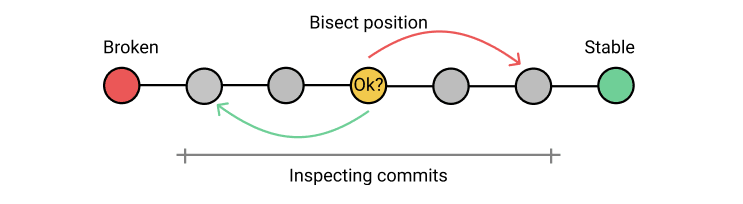 Bisect position
Broken
Stable
Ok?
Inspecting commits